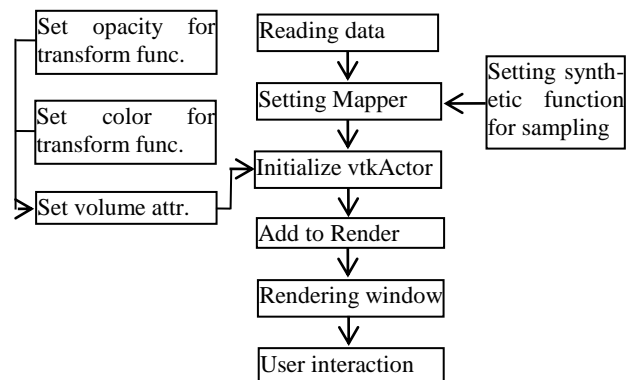 Set opacity for
transform func.
Set color for
transform func.
Set volume attr.
Reading data
Setting Mapper
Initialize vtkActor
Add to Render
Rendering window
User interaction
Setting synth-
etic function
for sampling